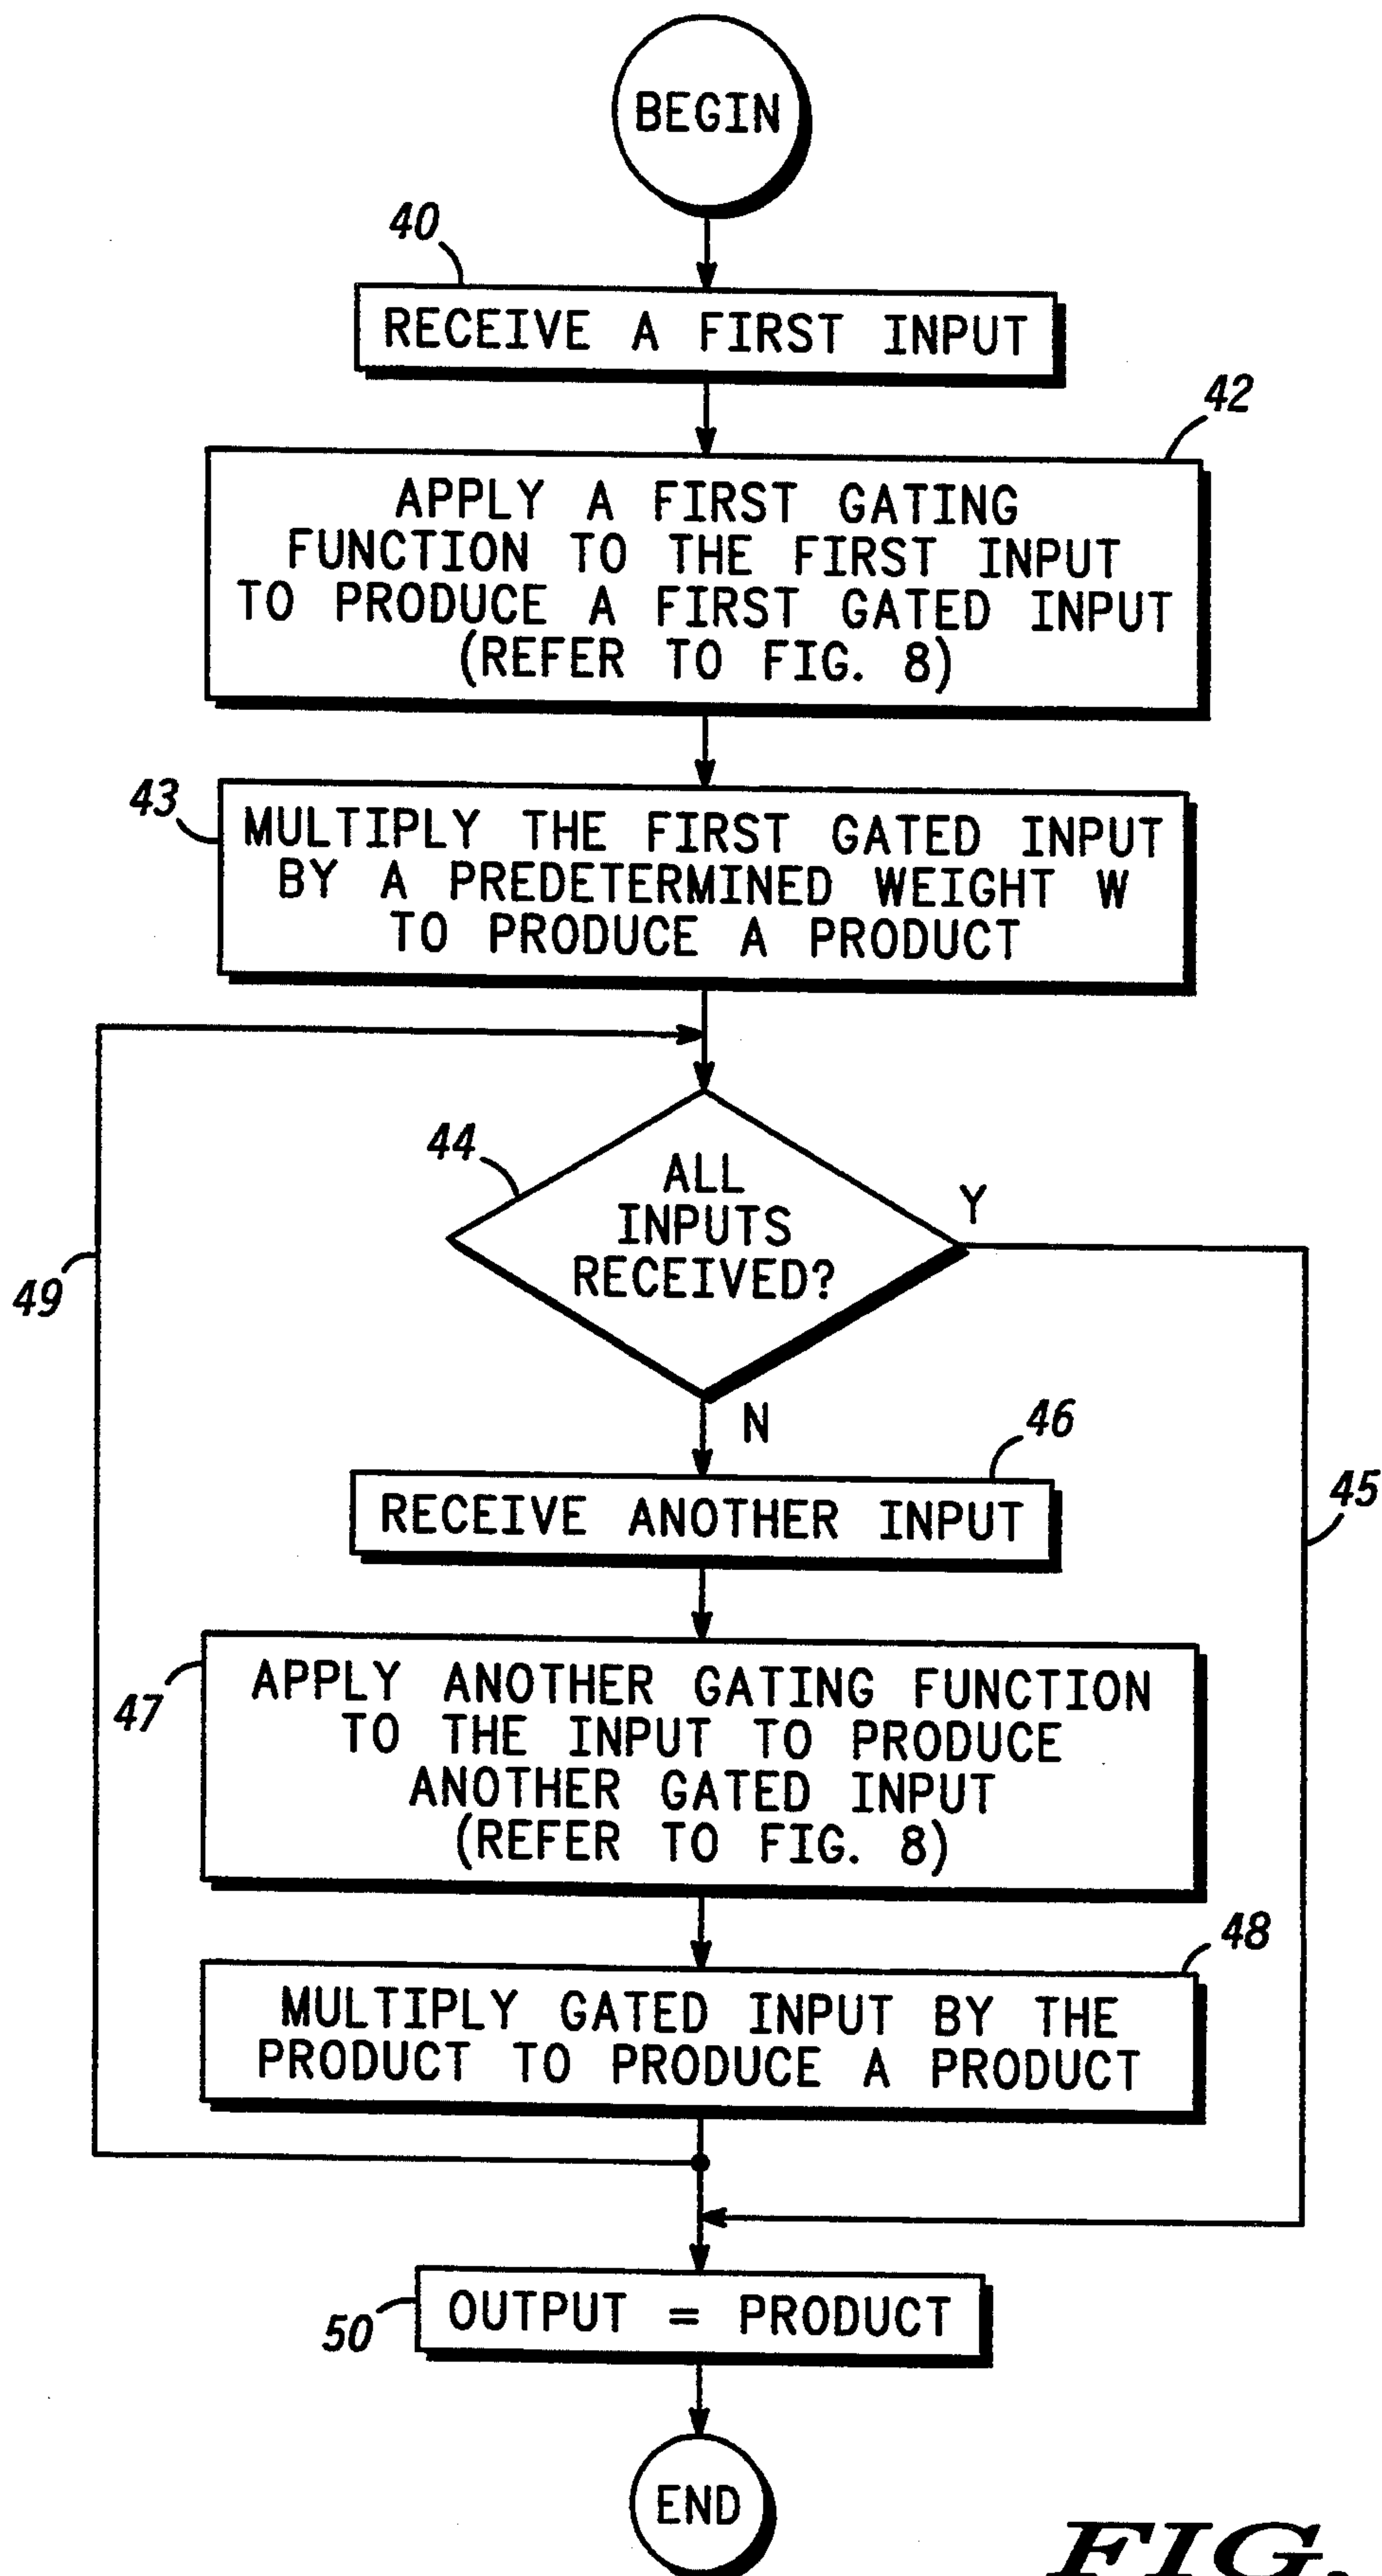 BEGIN
40
RECEIVE A FIRST INPUT
42
APPLY A FIRST GATING
FUNCTION TO THE FIRST INPUT
TO PRODUCE A FIRST GATED INPUT
(REFER TO FIG. 8)
43
MULTIPLY THE FIRST GATED INPUT
BY A PREDETERMINED WEIGHT W
TO PRODUCE A PRODUCT
44
ALL
INPUTS
RECEIVED?
Y
49
N
46
45
RECEIVE ANOTHER INPUT
47
APPLY ANOTHER GATING FUNCTION
TO THE INPUT TO PRODUCE
ANOTHER GATED INPUT
(REFER TO FIG. 8)
48
MULTIPLY GATED INPUT BY THE
PRODUCT TO PRODUCE A PRODUCT
50
OUTPUT = PRODUCT
END
FIG.